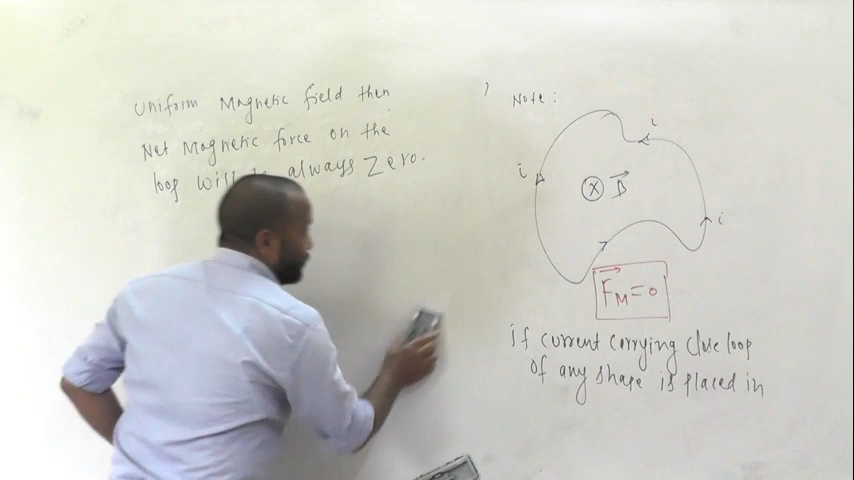 uniform Magnetic field then
Net Magnetic force on the
loop will always Zero.
Note:
i
i
i
(X) B→
F→M = 0
if current carrying close loop
of any shape is placed in